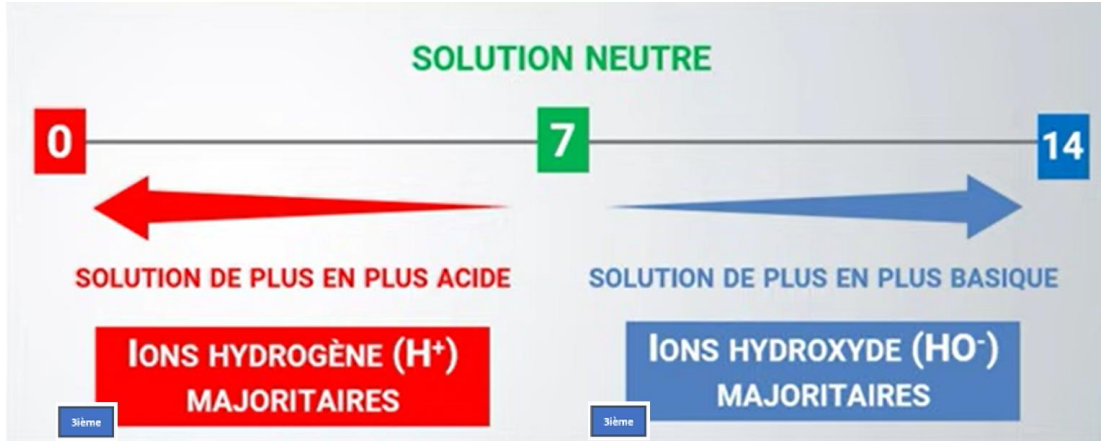 SOLUTION NEUTRE
0
7
14
SOLUTION DE PLUS EN PLUS ACIDE
SOLUTION DE PLUS EN PLUS BASIQUE
IONS HYDROGÈNE (H⁺)
MAJORITAIRES
IONS HYDROXYDE (HO⁻)
MAJORITAIRES
3ième
3ième